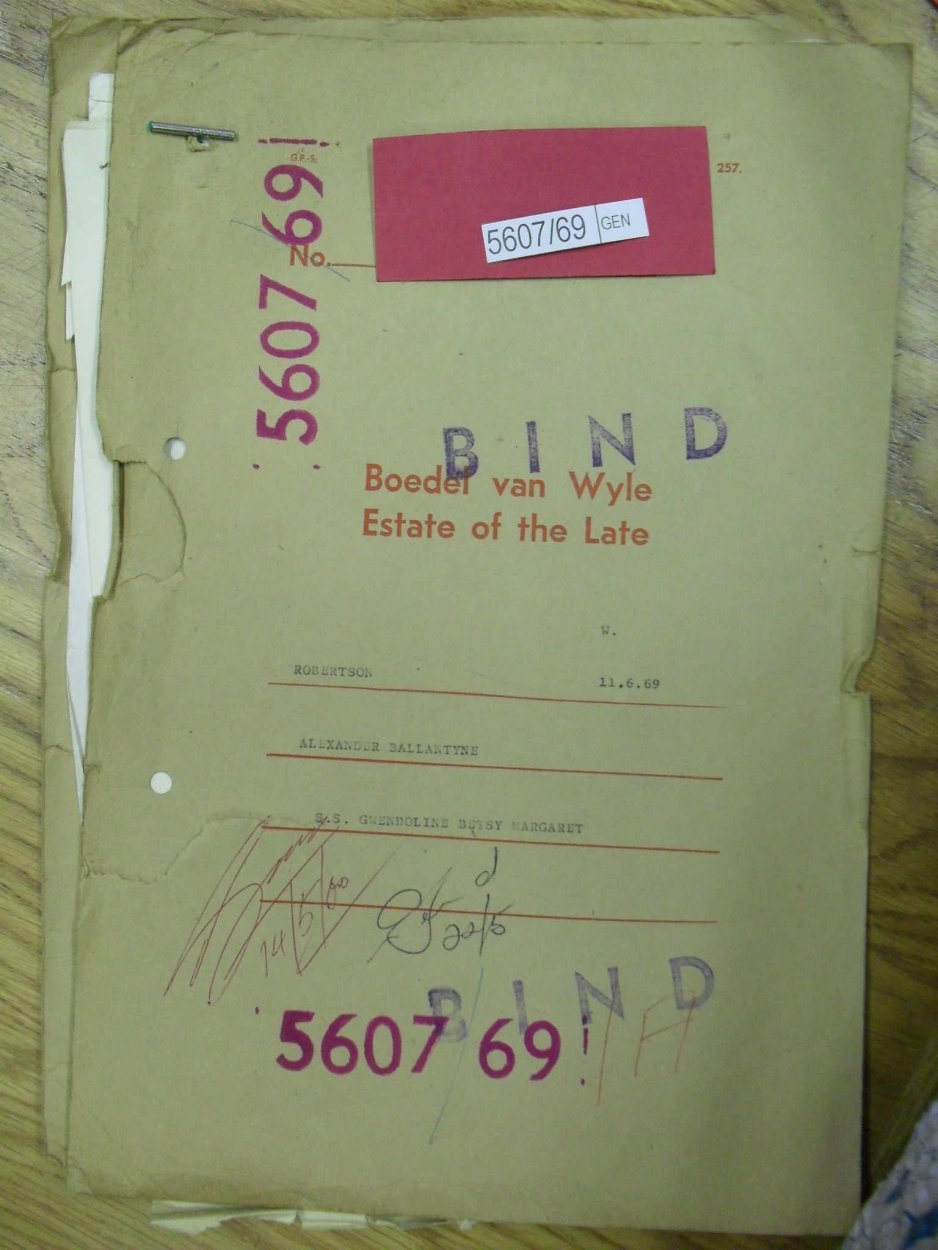 G.P.-S.
257.
5607/69 GEN
No.
5607 69
BIND
Boedel van Wyle
Estate of the Late
W.
ROBERTSON 11.6.69
ALEXANDER BALLANTYNE
S.S. GWENDOLINE BETSY MARGARET
14/5/80
22/5
BIND
5607 69